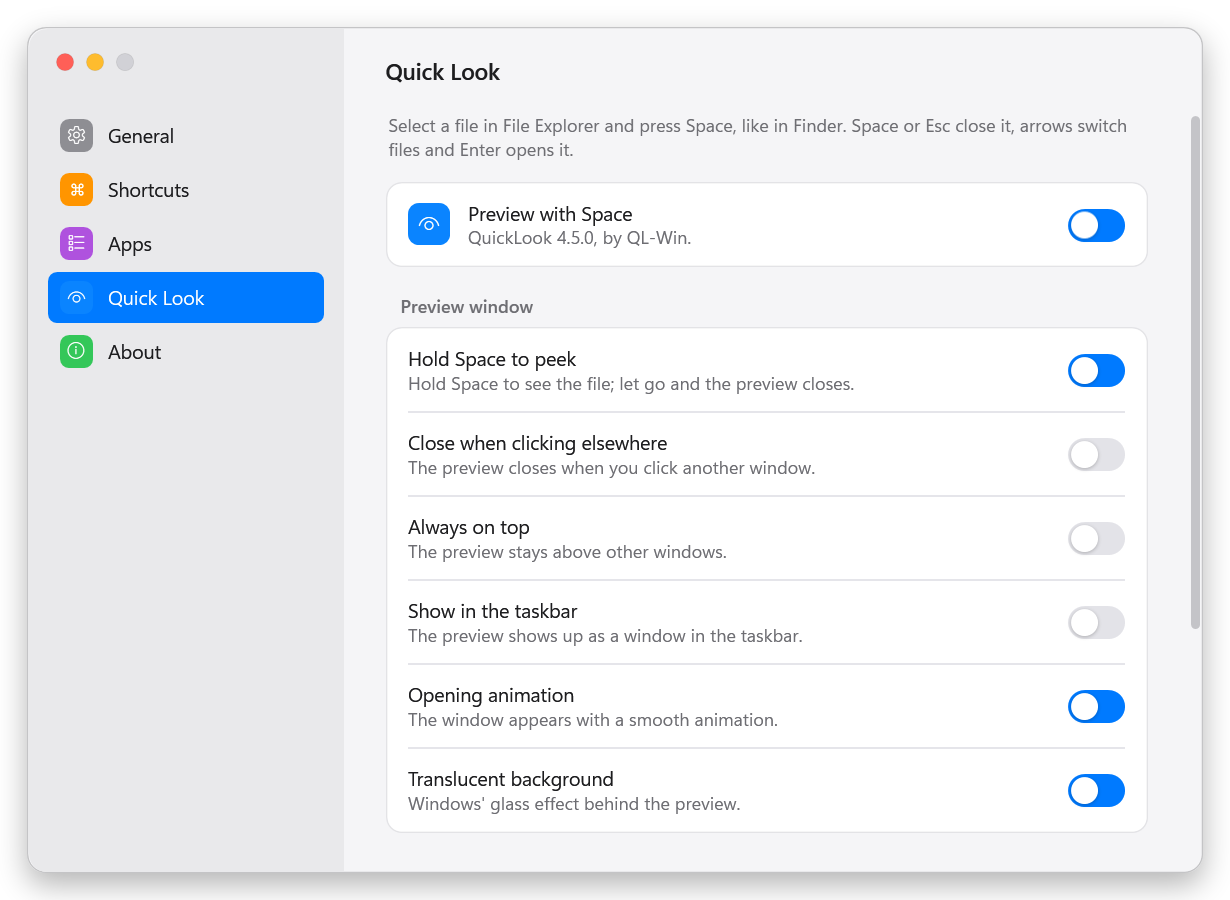 Quick Look
Select a file in File Explorer and press Space, like in Finder. Space or Esc close it, arrows switch
files and Enter opens it.
General
Shortcuts
Apps
Quick Look
About
Preview with Space
QuickLook 4.5.0, by QL-Win.
Preview window
Hold Space to peek
Hold Space to see the file; let go and the preview closes.
Close when clicking elsewhere
The preview closes when you click another window.
Always on top
The preview stays above other windows.
Show in the taskbar
The preview shows up as a window in the taskbar.
Opening animation
The window appears with a smooth animation.
Translucent background
Windows' glass effect behind the preview.